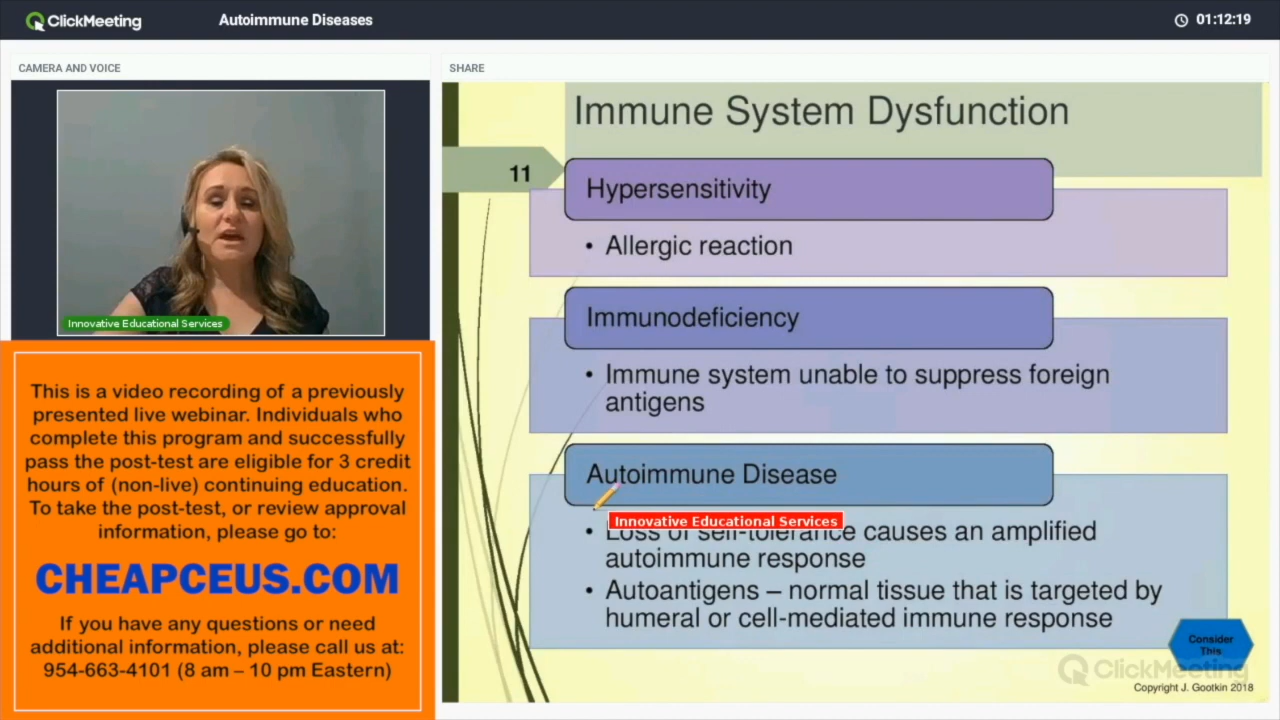 ClickMeeting
Autoimmune Diseases
01:12:19
CAMERA AND VOICE
Innovative Educational Services
This is a video recording of a previously
presented live webinar. Individuals who
complete this program and successfully
pass the post-test are eligible for 3 credit
hours of (non-live) continuing education.
To take the post-test, or review approval
information, please go to:
CHEAPCEUS.COM
If you have any questions or need
additional information, please call us at:
954-663-4101 (8 am – 10 pm Eastern)
SHARE
Immune System Dysfunction
11
Hypersensitivity
• Allergic reaction
Immunodeficiency
• Immune system unable to suppress foreign
antigens
Autoimmune Disease
Innovative Educational Services
• Loss of self-tolerance causes an amplified
autoimmune response
• Autoantigens – normal tissue that is targeted by
humeral or cell-mediated immune response
Consider
This
ClickMeeting
Copyright J. Gootkin 2018